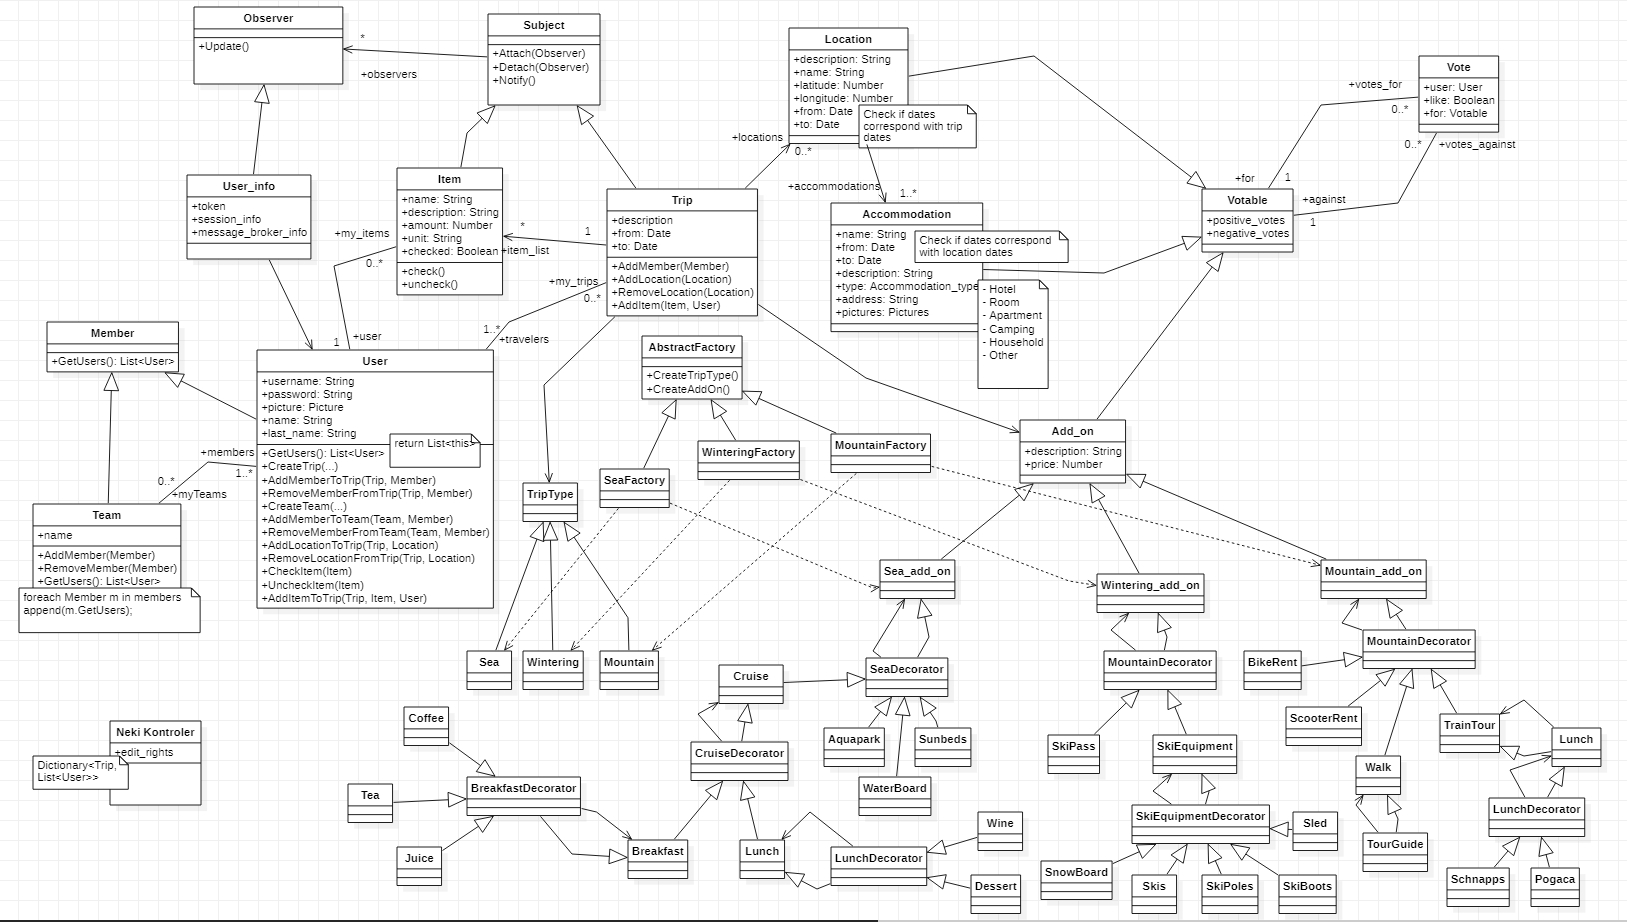 Observer
+Update()
*
+observers
Subject
+Attach(Observer)
+Detach(Observer)
+Notify()
Location
+description: String
+name: String
+latitude: Number
+longitude: Number
+from: Date
+to: Date
Check if dates
correspond with trip
dates
Vote
+user: User
+like: Boolean
+for: Votable
+votes_for
0..*
0..*
+votes_against
+for
1
+against
1
Votable
+positive_votes
+negative_votes
+locations
0..*
+accommodations
1..*
Accommodation
+name: String
+from: Date
+to: Date
+description: String
+type: Accommodation_type
+address: String
+pictures: Pictures
Check if dates correspond
with location dates
- Hotel
- Room
- Apartment
- Camping
- Household
- Other
User_info
+token
+session_info
+message_broker_info
Item
+name: String
+description: String
+amount: Number
+unit: String
+checked: Boolean
+check()
+uncheck()
*
+item_list
1
Trip
+description
+from: Date
+to: Date
+AddMember(Member)
+AddLocation(Location)
+RemoveLocation(Location)
+AddItem(Item, User)
+my_items
0..*
+my_trips
0..*
1..*
+travelers
1
+user
Member
+GetUsers(): List<User>
User
+username: String
+password: String
+picture: Picture
+name: String
+last_name: String
+GetUsers(): List<User>
+CreateTrip(...)
+AddMemberToTrip(Trip, Member)
+RemoveMemberFromTrip(Trip, Member)
+CreateTeam(...)
+AddMemberToTeam(Team, Member)
+RemoveMemberFromTeam(Team, Member)
+AddLocationToTrip(Trip, Location)
+RemoveLocationFromTrip(Trip, Location)
+CheckItem(Item)
+UncheckItem(Item)
+AddItemToTrip(Trip, Item, User)
return List<this>
+members
1..*
0..*
+myTeams
Team
+name
+AddMember(Member)
+RemoveMember(Member)
+GetUsers(): List<User>
foreach Member m in members
append(m.GetUsers);
AbstractFactory
+CreateTripType()
+CreateAddOn()
SeaFactory
WinteringFactory
MountainFactory
TripType
Sea
Wintering
Mountain
Add_on
+description: String
+price: Number
Sea_add_on
Wintering_add_on
Mountain_add_on
SeaDecorator
MountainDecorator
MountainDecorator
BikeRent
ScooterRent
Walk
TrainTour
Lunch
TourGuide
LunchDecorator
Schnapps
Pogaca
Cruise
CruiseDecorator
Aquapark
WaterBoard
Sunbeds
SkiPass
SkiEquipment
SkiEquipmentDecorator
Sled
SnowBoard
Skis
SkiPoles
SkiBoots
Coffee
Tea
Juice
BreakfastDecorator
Breakfast
Lunch
LunchDecorator
Wine
Dessert
Neki Kontroler
+edit_rights
Dictionary<Trip,
List<User>>